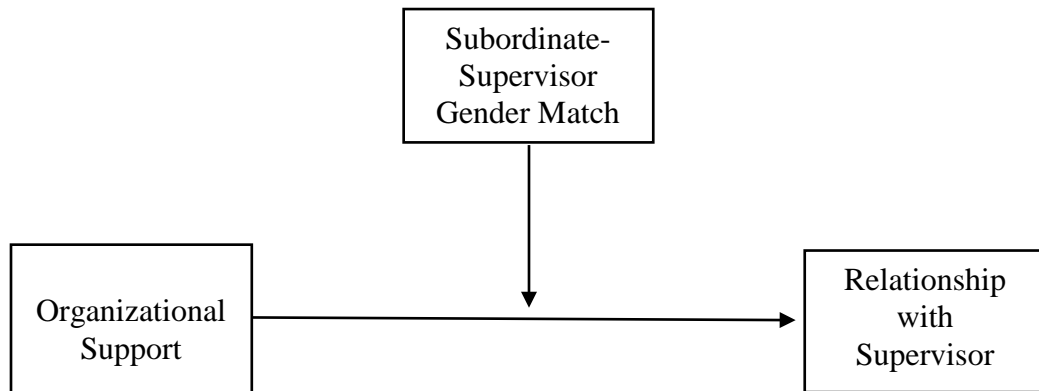 Subordinate-
Supervisor
Gender Match
Organizational
Support
Relationship
with
Supervisor